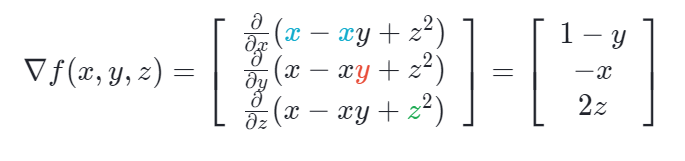 ∇f(x, y, z) = [ ∂/∂x (x − xy + z²) ; ∂/∂y (x − xy + z²) ; ∂/∂z (x − xy + z²) ] = [ 1 − y ; −x ; 2z ]